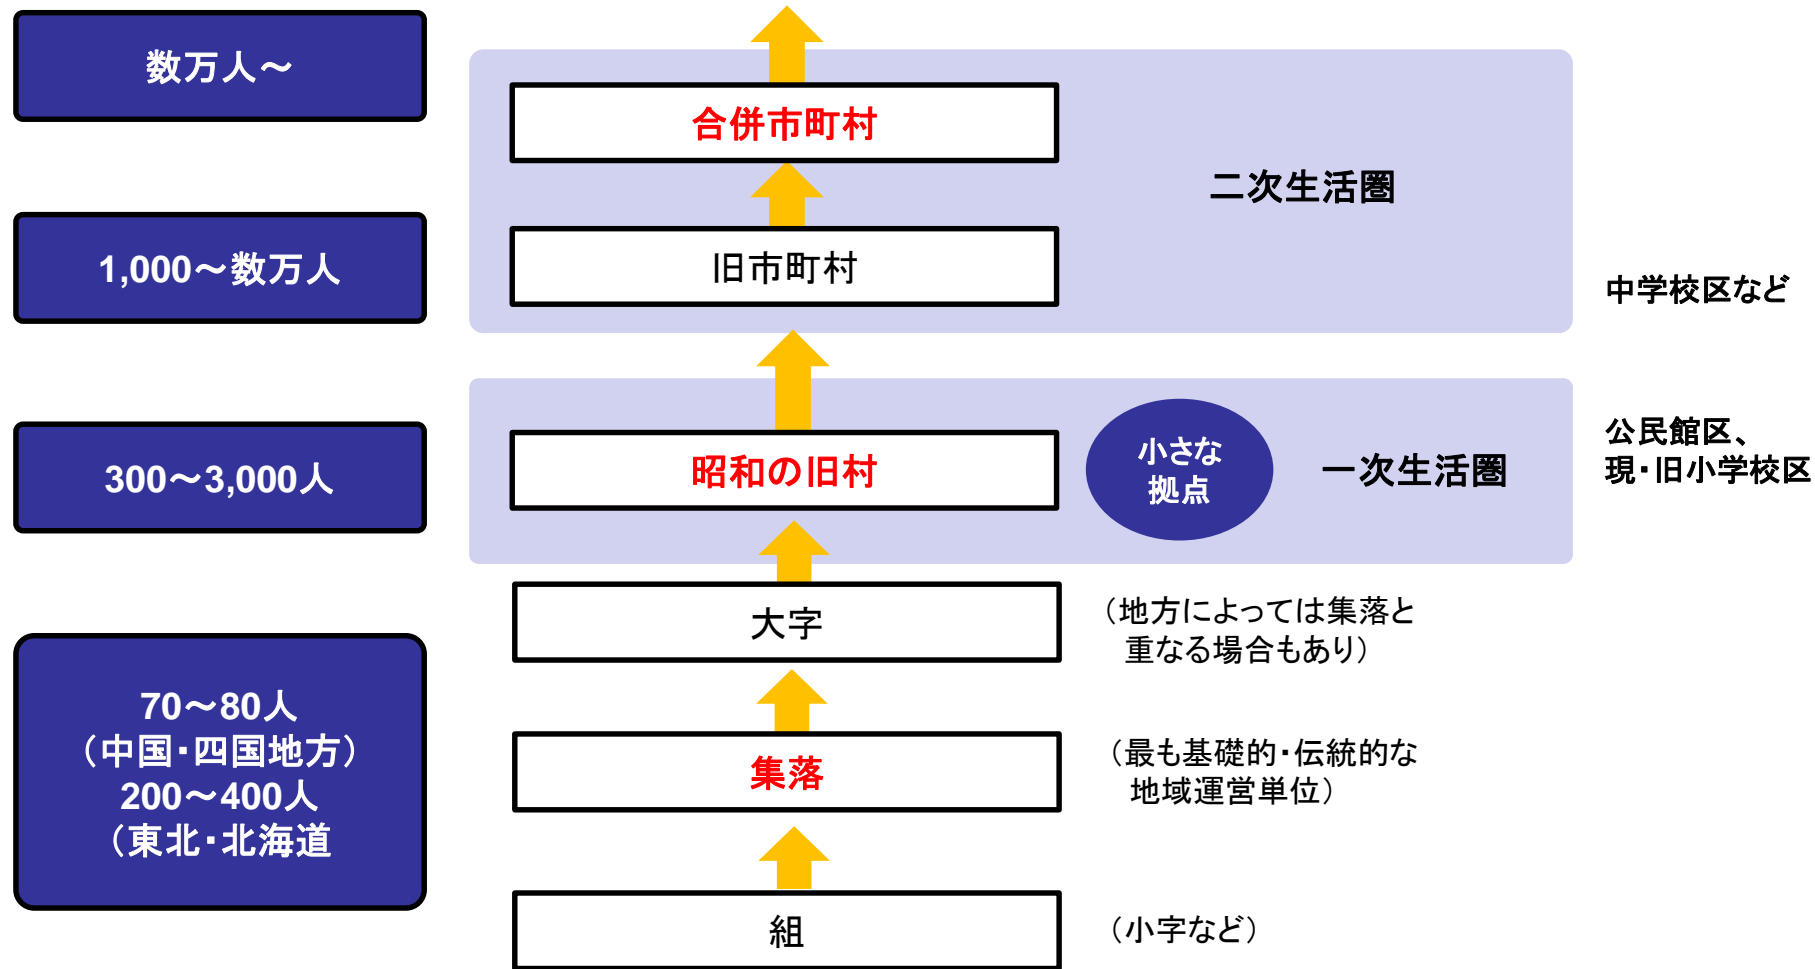 数万人～
合併市町村
二次生活圏
1,000～数万人
旧市町村
中学校区など
300～3,000人
昭和の旧村
小さな
拠点
一次生活圏
公民館区、
現・旧小学校区
大字
（地方によっては集落と
重なる場合もあり）
70～80人
（中国・四国地方）
200～400人
（東北・北海道
集落
（最も基礎的・伝統的な
地域運営単位）
組
（小字など）